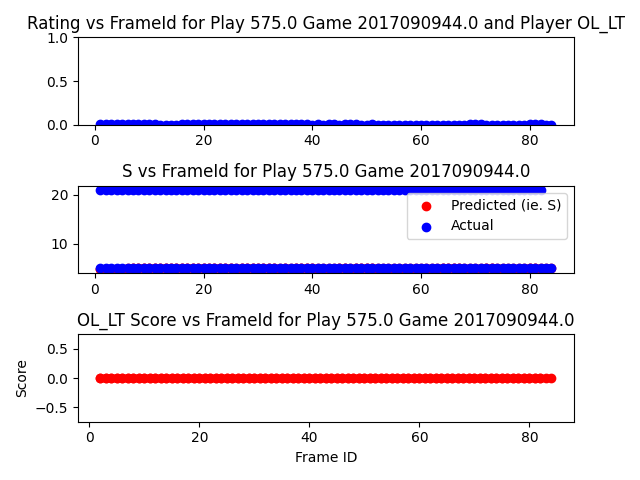 Rating vs FrameId for Play 575.0 Game 2017090944.0 and Player OL_LT
1.0
0.5
0.0
0 20 40 60 80
S vs FrameId for Play 575.0 Game 2017090944.0
20
10
Predicted (ie. S)
Actual
0 20 40 60 80
OL_LT Score vs FrameId for Play 575.0 Game 2017090944.0
Score
0.5
0.0
−0.5
0 20 40 60 80
Frame ID